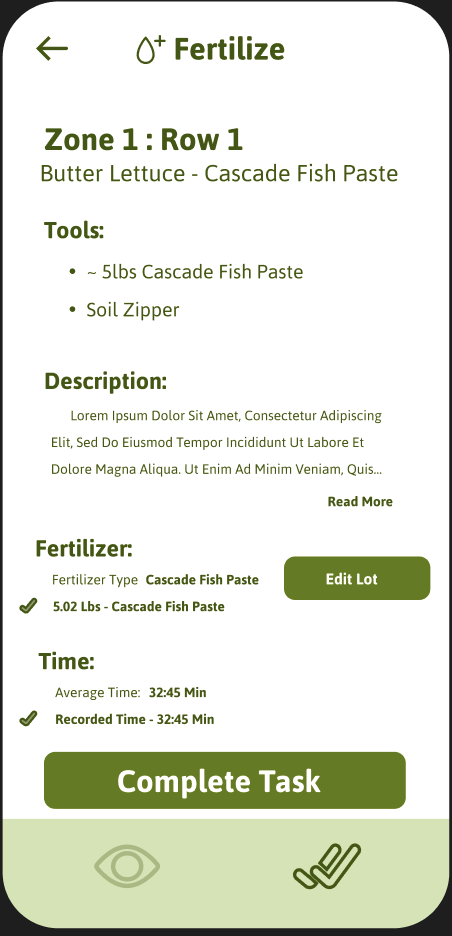 Fertilize
Zone 1 : Row 1
Butter Lettuce - Cascade Fish Paste
Tools:
• ~ 5lbs Cascade Fish Paste
• Soil Zipper
Description:
Lorem Ipsum Dolor Sit Amet, Consectetur Adipiscing
Elit, Sed Do Eiusmod Tempor Incididunt Ut Labore Et
Dolore Magna Aliqua. Ut Enim Ad Minim Veniam, Quis...
Read More
Fertilizer:
Fertilizer Type Cascade Fish Paste
Edit Lot
5.02 Lbs - Cascade Fish Paste
Time:
Average Time: 32:45 Min
Recorded Time - 32:45 Min
Complete Task